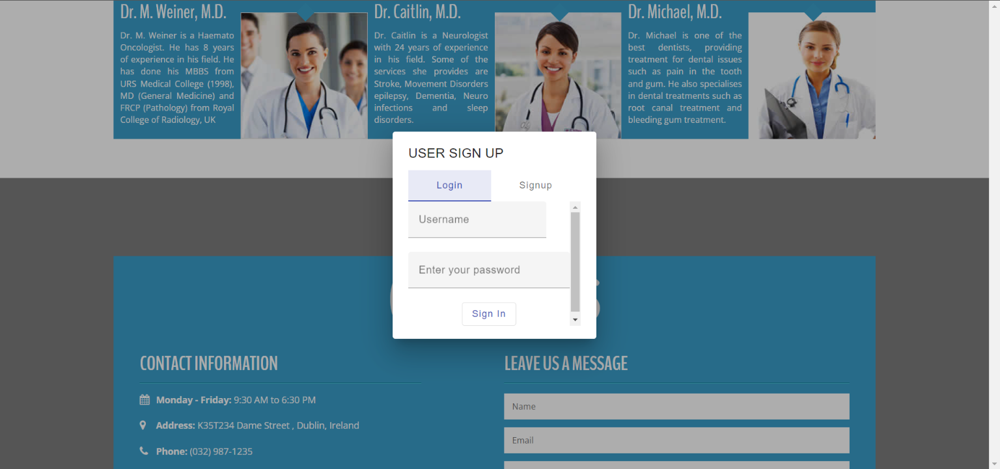 Dr. M. Weiner, M.D.
Dr. M. Weiner is a Haemato
Oncologist. He has 8 years
of experience in his field. He
has done his MBBS from
URS Medical College (1998),
MD (General Medicine) and
FRCP (Pathology) from Royal
College of Radiology, UK
Dr. Caitlin, M.D.
Dr. Caitlin is a Neurologist
with 24 years of experience
in his field. Some of the
services she provides are
Stroke, Movement Disorders
epilepsy, Dementia, Neuro
infections and sleep
disorders.
Dr. Michael, M.D.
Dr. Michael is one of the
best dentists, providing
treatment for dental issues
such as pain in the tooth
and gum. He also specialises
in dental treatments such as
root canal treatment and
bleeding gum treatment.
USER SIGN UP
Login Signup
Username
Enter your password
Sign In
CONTACT INFORMATION
Monday - Friday: 9:30 AM to 6:30 PM
Address: K35T234 Dame Street , Dublin, Ireland
Phone: (032) 987-1235
LEAVE US A MESSAGE
Name
Email